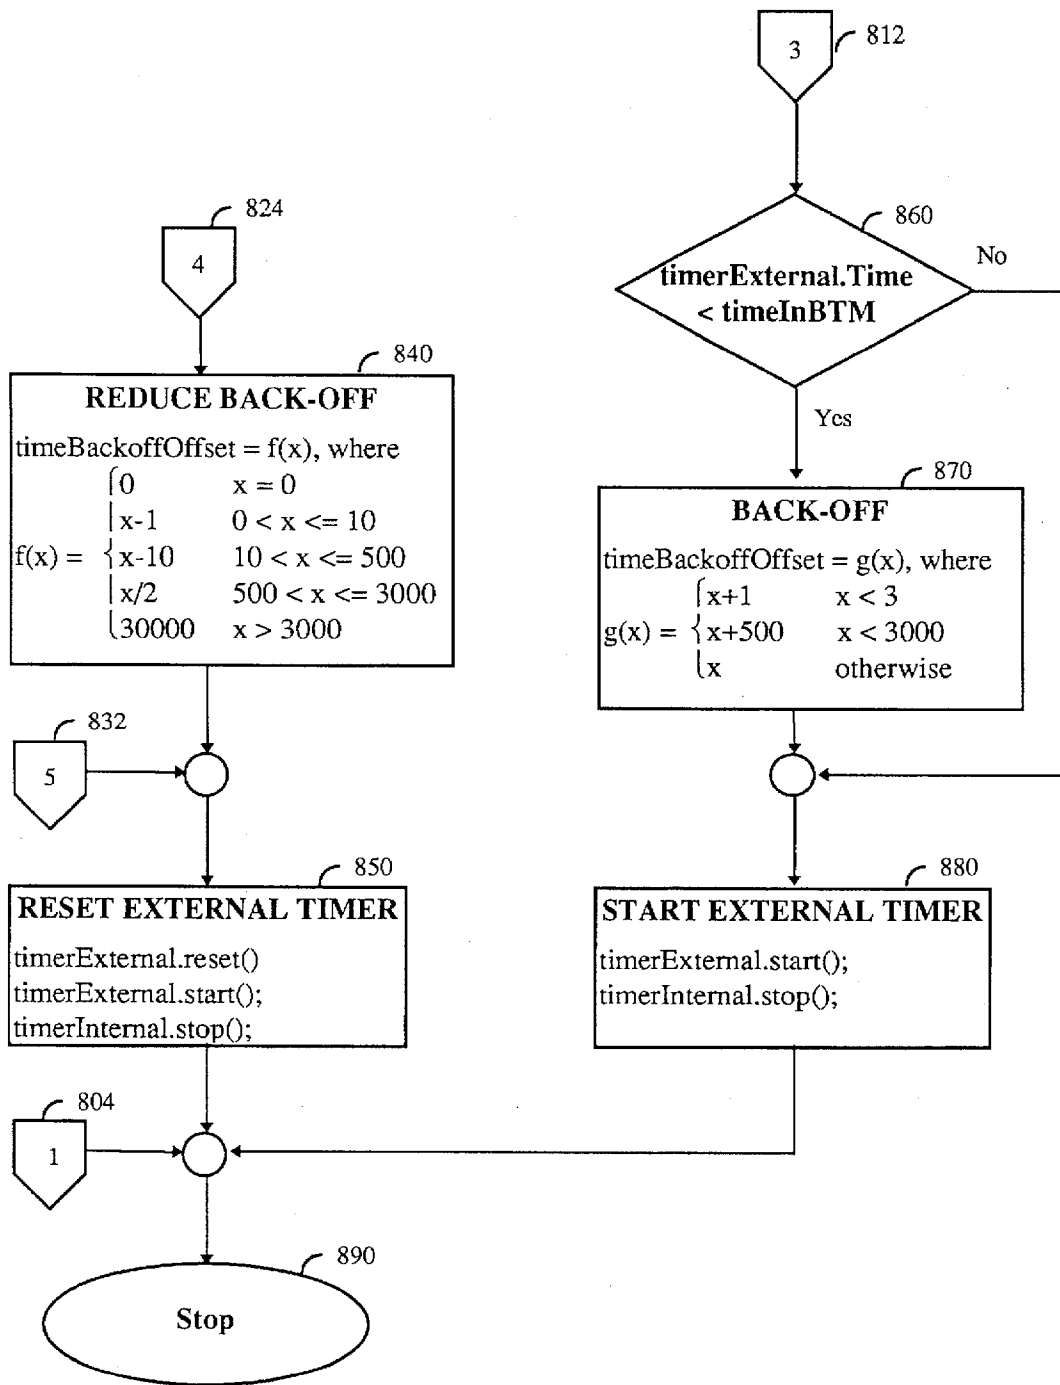 3
812
824
4
860
timerExternal.Time
< timeInBTM
No
Yes
840
REDUCE BACK-OFF
timeBackoffOffset = f(x), where
0 x = 0
x-1 0 < x <= 10
f(x) = x-10 10 < x <= 500
x/2 500 < x <= 3000
30000 x > 3000
870
BACK-OFF
timeBackoffOffset = g(x), where
x+1 x < 3
g(x) = x+500 x < 3000
x otherwise
832
5
850
RESET EXTERNAL TIMER
timerExternal.reset()
timerExternal.start();
timerInternal.stop();
880
START EXTERNAL TIMER
timerExternal.start();
timerInternal.stop();
804
1
890
Stop